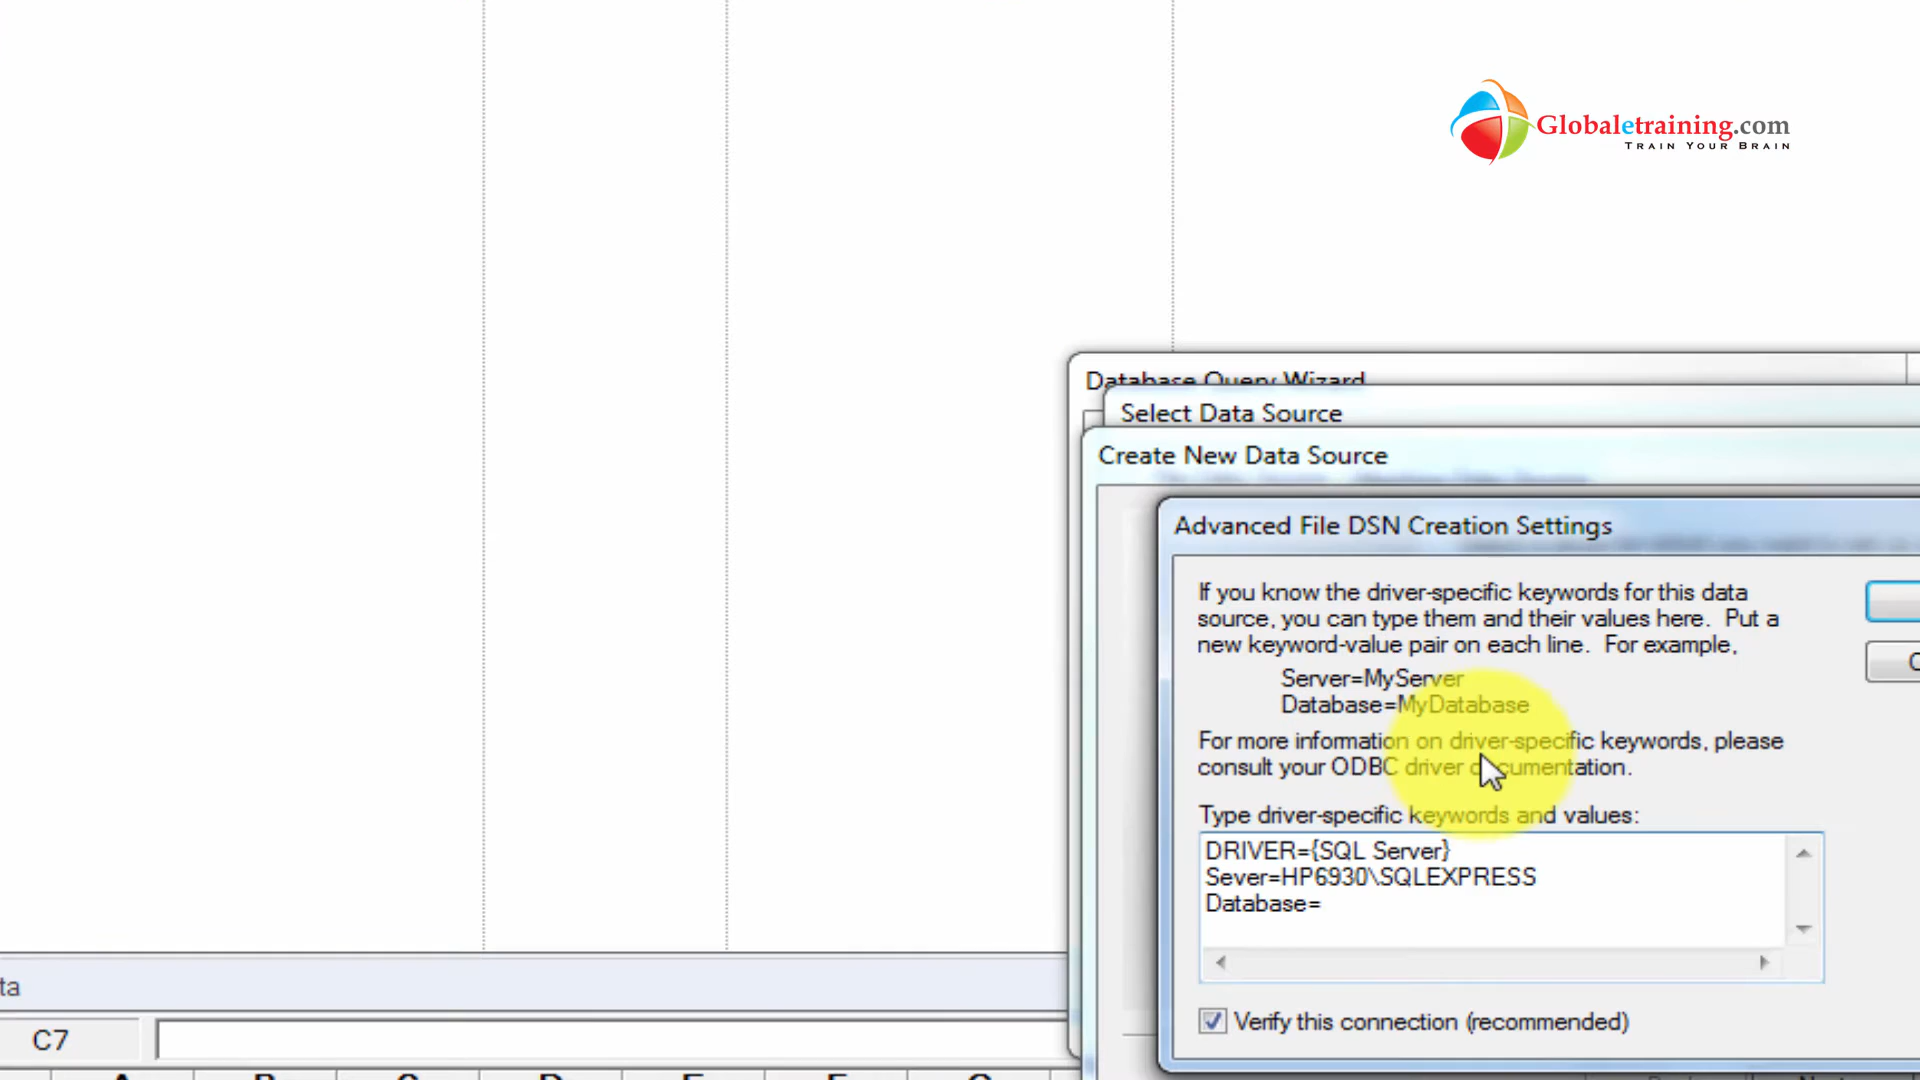 Globaletraining.com
TRAIN YOUR BRAIN
Database Query Wizard
Select Data Source
Create New Data Source
Advanced File DSN Creation Settings
If you know the driver-specific keywords for this data
source, you can type them and their values here. Put a
new keyword-value pair on each line. For example,
Server=MyServer
Database=MyDatabase
For more information on driver-specific keywords, please
consult your ODBC driver documentation.
Type driver-specific keywords and values:
DRIVER={SQL Server}
Sever=HP6930\SQLEXPRESS
Database=
Verify this connection (recommended)
ta
C7